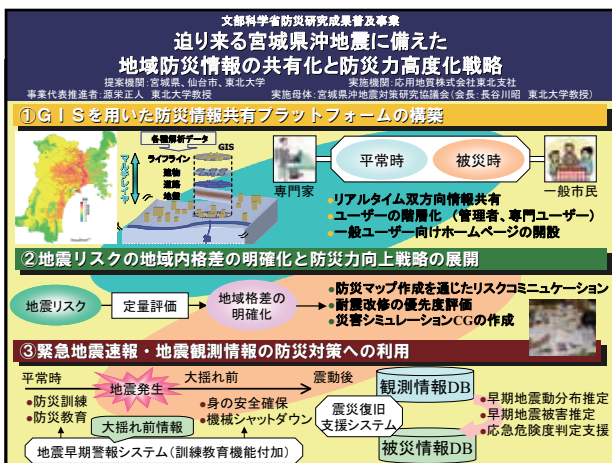 文部科学省防災研究成果普及事業
迫り来る宮城県沖地震に備えた
地域防災情報の共有化と防災力高度化戦略
提案機関:宮城県、仙台市、東北大学　実施機関:応用地質株式会社東北支社
事業代表推進者:源栄正人　東北大学教授　実施母体:宮城県沖地震対策研究協議会(会長:長谷川昭　東北大学教授)
①GISを用いた防災情報共有プラットフォームの構築
各種解析データ
GIS
マルチレイヤ
ライフライン
建物
道路
地盤
専門家
平常時
被災時
一般市民
●リアルタイム双方向情報共有
●ユーザーの階層化　(管理者、専門ユーザー)
●一般ユーザー向けホームページの開設
②地震リスクの地域内格差の明確化と防災力向上戦略の展開
地震リスク
定量評価
地域格差の
明確化
●防災マップ作成を通じたリスクコミュニケーション
●耐震改修の優先度評価
●災害シミュレーションCGの作成
③緊急地震速報・地震観測情報の防災対策への利用
平常時
地震発生
大揺れ前
震動後
●防災訓練
●防災教育
大揺れ前情報
●身の安全確保
●機械シャットダウン
地震早期警報システム(訓練教育機能付加)
観測情報DB
震災復旧
支援システム
被災情報DB
●早期地震動分布推定
●早期地震被害推定
●応急危険度判定支援